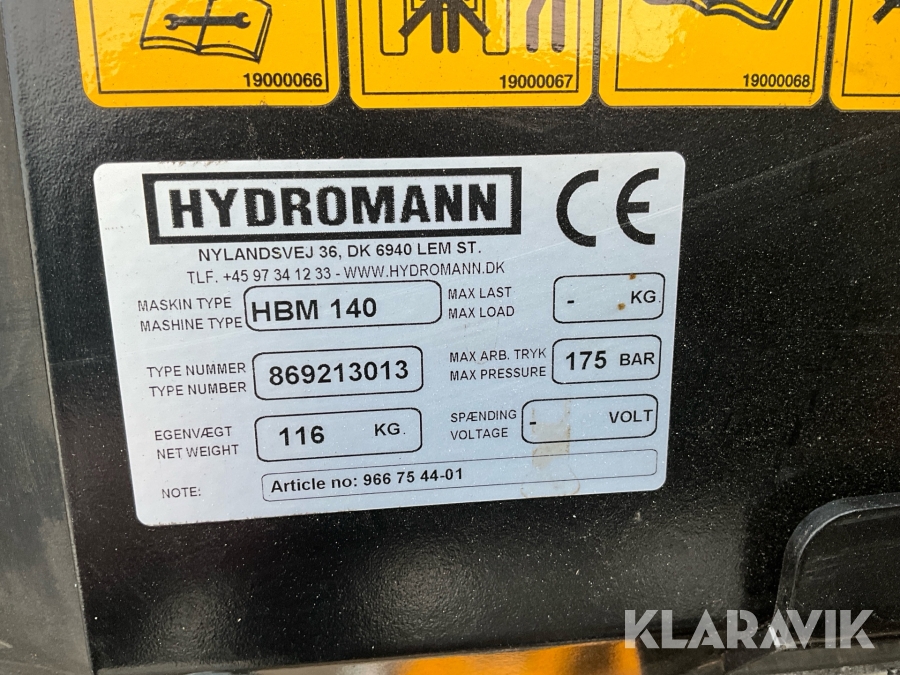 19000066
19000067
19000068
HYDROMANN
CE
NYLANDSVEJ 36, DK 6940 LEM ST.
TLF. +45 97 34 12 33 - WWW.HYDROMANN.DK
MASKIN TYPE
MASHINE TYPE
HBM 140
MAX LAST
MAX LOAD
- KG.
TYPE NUMMER
TYPE NUMBER
869213013
MAX ARB. TRYK
MAX PRESSURE
175 BAR
EGENVÆGT
NET WEIGHT
116 KG.
SPÆNDING
VOLTAGE
- VOLT
NOTE:
Article no: 966 75 44-01
KLARAVIK